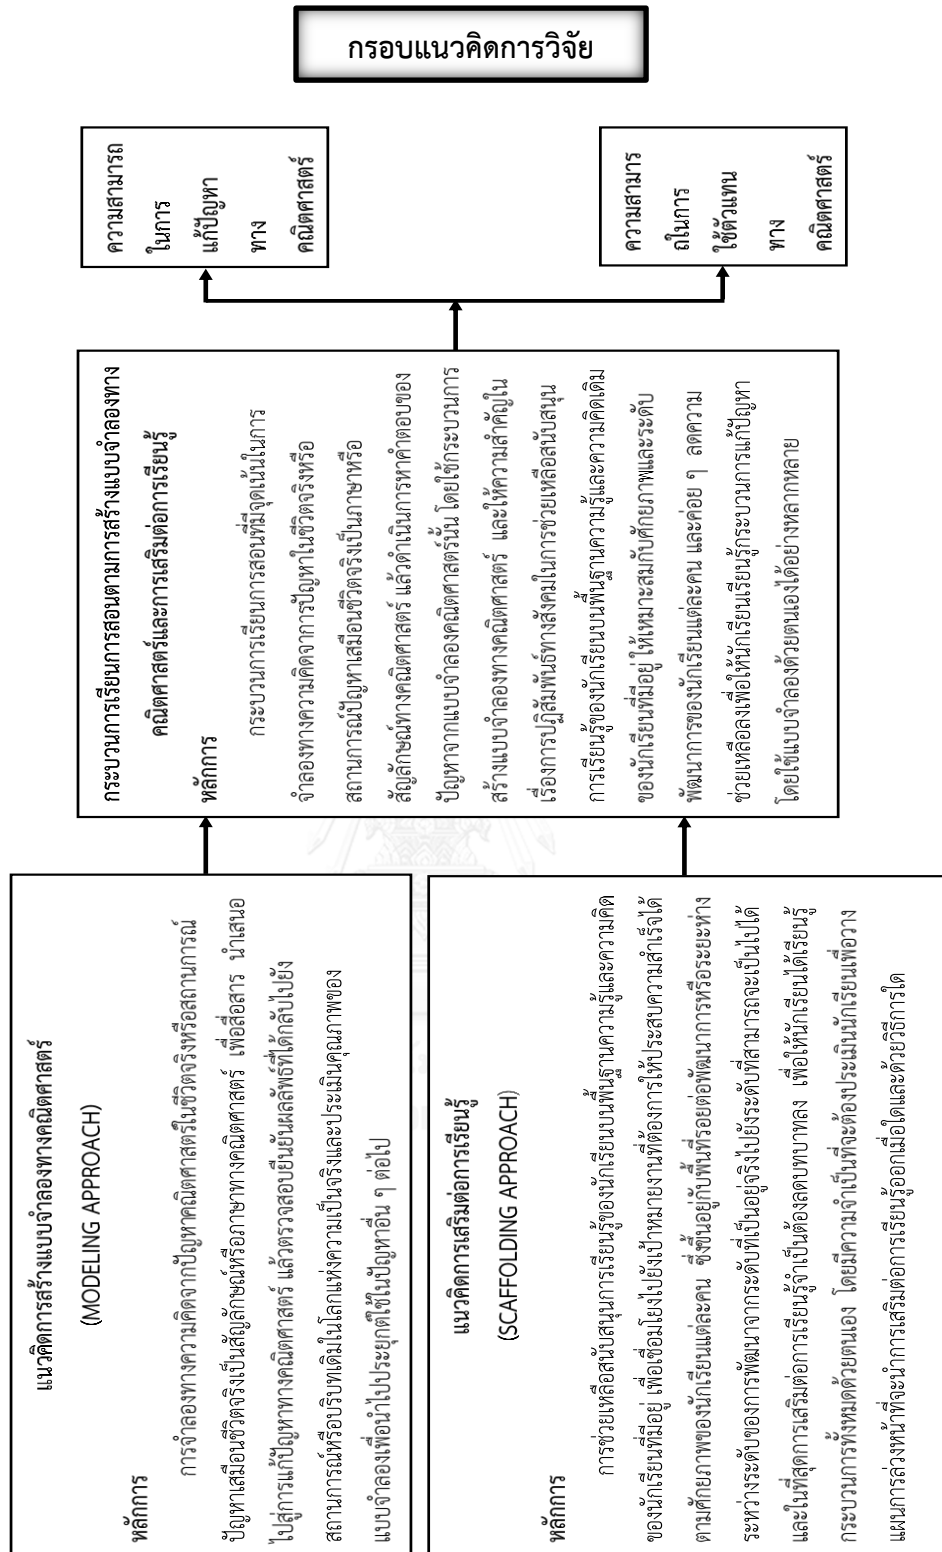 กรอบแนวคิดการวิจัย
แนวคิดการสร้างแบบจำลองทางคณิตศาสตร์
(MODELING APPROACH)
หลักการ
การจำลองทางความคิดจากปัญหาคณิตศาสตร์ในชีวิตจริงหรือสถานการณ์
ปัญหาเสมือนชีวิตจริงเป็นสัญลักษณ์หรือภาษาทางคณิตศาสตร์ เพื่อสื่อสาร นำเสนอ
ไปสู่การแก้ปัญหาทางคณิตศาสตร์ แล้วตรวจสอบยืนยันผลลัพธ์ที่ได้กลับไปยัง
สถานการณ์หรือบริบทเดิมในโลกแห่งความเป็นจริงและประเมินคุณภาพของ
แบบจำลองเพื่อนำไปประยุกต์ใช้ในปัญหาอื่น ๆ ต่อไป
แนวคิดการเสริมต่อการเรียนรู้
(SCAFFOLDING APPROACH)
หลักการ
การช่วยเหลือสนับสนุนการเรียนรู้ของนักเรียนบนพื้นฐานความรู้และความคิด
ของนักเรียนที่มีอยู่ เพื่อเชื่อมโยงไปยังเป้าหมายงานที่ต้องการให้ประสบความสำเร็จได้
ตามศักยภาพของนักเรียนแต่ละคน ซึ่งขึ้นอยู่กับพื้นที่รอยต่อพัฒนาการหรือระยะห่าง
ระหว่างระดับของการพัฒนาจากระดับที่เป็นอยู่จริงไปยังระดับที่สามารถจะเป็นไปได้
และในที่สุดการเสริมต่อการเรียนรู้จำเป็นต้องลดบทบาทลง เพื่อให้นักเรียนได้เรียนรู้
กระบวนการทั้งหมดด้วยตนเอง โดยมีความจำเป็นที่จะต้องประเมินนักเรียนเพื่อวาง
แผนการล่วงหน้าที่จะนำการเสริมต่อการเรียนรู้ออกเมื่อใดและด้วยวิธีการใด
กระบวนการเรียนการสอนตามการสร้างแบบจำลองทาง
คณิตศาสตร์และการเสริมต่อการเรียนรู้
หลักการ
กระบวนการเรียนการสอนที่มีจุดเน้นในการ
จำลองทางความคิดจากการปัญหาในชีวิตจริงหรือ
สถานการณ์ปัญหาเสมือนชีวิตจริงเป็นภาษาหรือ
สัญลักษณ์ทางคณิตศาสตร์ แล้วดำเนินการหาคำตอบของ
ปัญหาจากแบบจำลองคณิตศาสตร์นั้น โดยใช้กระบวนการ
สร้างแบบจำลองทางคณิตศาสตร์ และให้ความสำคัญใน
เรื่องการปฏิสัมพันธ์ทางสังคมในการช่วยเหลือสนับสนุน
การเรียนรู้ของนักเรียนบนพื้นฐานความรู้และความคิดเดิม
ของนักเรียนที่มีอยู่ ให้เหมาะสมกับศักยภาพและระดับ
พัฒนาการของนักเรียนแต่ละคน และค่อย ๆ ลดความ
ช่วยเหลือลงเพื่อให้นักเรียนเรียนรู้กระบวนการแก้ปัญหา
โดยใช้แบบจำลองด้วยตนเองได้อย่างหลากหลาย
ความสามารถ
ในการ
แก้ปัญหา
ทาง
คณิตศาสตร์
ความสามาร
ถในการ
ใช้ตัวแทน
ทาง
คณิตศาสตร์